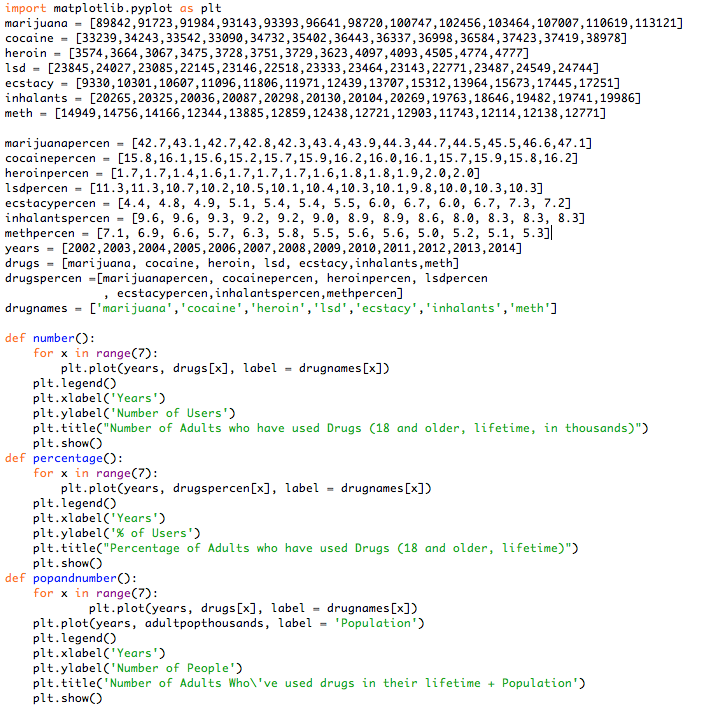 import matplotlib.pyplot as plt
marijuana = [89842,91723,91984,93143,93393,96641,98720,100747,102456,103464,107007,110619,113121]
cocaine = [33239,34243,33542,33090,34732,35402,36443,36337,36998,36584,37423,37419,38978]
heroin = [3574,3664,3067,3475,3728,3751,3729,3623,4097,4093,4505,4774,4777]
lsd = [23845,24027,23085,22145,23146,22518,23333,23464,23143,22771,23487,24549,24744]
ecstacy = [9330,10301,10607,11096,11806,11971,12439,13707,15312,13964,15673,17445,17251]
inhalants = [20265,20325,20036,20087,20298,20130,20104,20269,19763,18646,19482,19741,19986]
meth = [14949,14756,14166,12344,13885,12859,12438,12721,12903,11743,12114,12138,12771]
marijuanapercen = [42.7,43.1,42.7,42.8,42.3,43.4,43.9,44.3,44.7,44.5,45.5,46.6,47.1]
cocainepercen = [15.8,16.1,15.6,15.2,15.7,15.9,16.2,16.0,16.1,15.7,15.9,15.8,16.2]
heroinpercen = [1.7,1.7,1.4,1.6,1.7,1.7,1.7,1.6,1.8,1.8,1.9,2.0,2.0]
lsdpercen = [11.3,11.3,10.7,10.2,10.5,10.1,10.4,10.3,10.1,9.8,10.0,10.3,10.3]
ecstacypercen = [4.4, 4.8, 4.9, 5.1, 5.4, 5.4, 5.5, 6.0, 6.7, 6.0, 6.7, 7.3, 7.2]
inhalantspercen = [9.6, 9.6, 9.3, 9.2, 9.2, 9.0, 8.9, 8.9, 8.6, 8.0, 8.3, 8.3, 8.3]
methpercen = [7.1, 6.9, 6.6, 5.7, 6.3, 5.8, 5.5, 5.6, 5.6, 5.0, 5.2, 5.1, 5.3]
years = [2002,2003,2004,2005,2006,2007,2008,2009,2010,2011,2012,2013,2014]
drugs = [marijuana, cocaine, heroin, lsd, ecstacy,inhalants,meth]
drugspercen =[marijuanapercen, cocainepercen, heroinpercen, lsdpercen
, ecstacypercen,inhalantspercen,methpercen]
drugnames = ['marijuana','cocaine','heroin','lsd','ecstacy','inhalants','meth']
def number():
for x in range(7):
plt.plot(years, drugs[x], label = drugnames[x])
plt.legend()
plt.xlabel('Years')
plt.ylabel('Number of Users')
plt.title("Number of Adults who have used Drugs (18 and older, lifetime, in thousands)")
plt.show()
def percentage():
for x in range(7):
plt.plot(years, drugspercen[x], label = drugnames[x])
plt.legend()
plt.xlabel('Years')
plt.ylabel('% of Users')
plt.title("Percentage of Adults who have used Drugs (18 and older, lifetime)")
plt.show()
def popandnumber():
for x in range(7):
plt.plot(years, drugs[x], label = drugnames[x])
plt.plot(years, adultpopthousands, label = 'Population')
plt.legend()
plt.xlabel('Years')
plt.ylabel('Number of People')
plt.title('Number of Adults Who\'ve used drugs in their lifetime + Population')
plt.show()